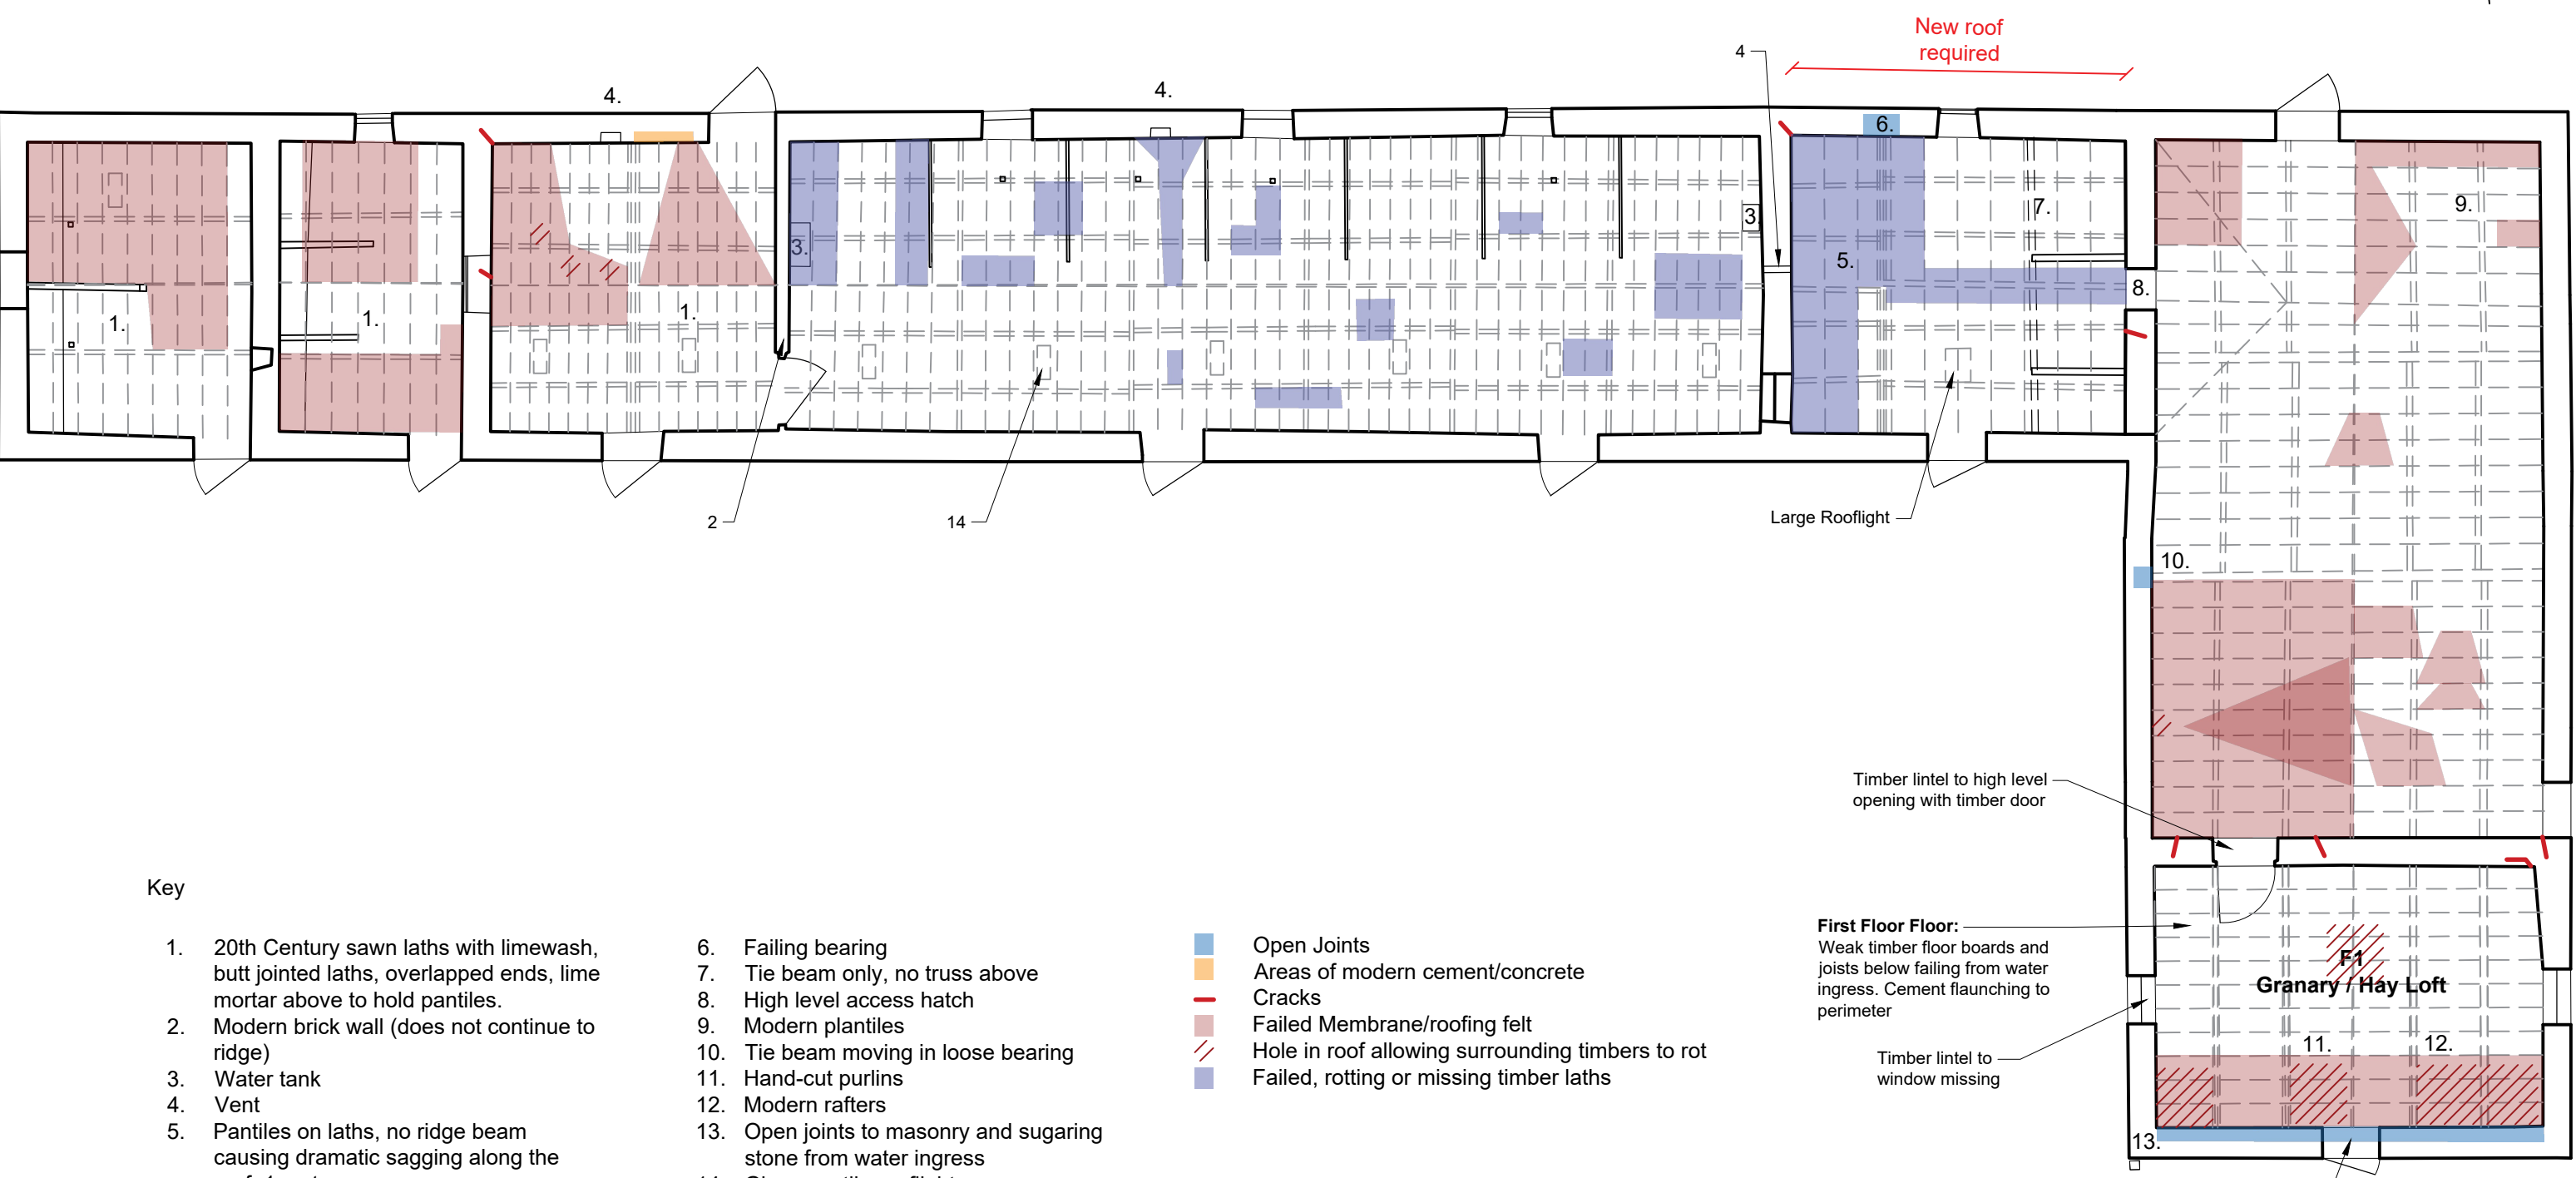 New roof
required
4
4.
4.
6.
3.
3.
5.
7.
8.
9.
1.
1.
1.
2
14
Large Rooflight
10.
Timber lintel to high level
opening with timber door
First Floor Floor:
Weak timber floor boards and
joists below failing from water
ingress. Cement flaunching to
perimeter
F1
Granary / Hay Loft
Timber lintel to
window missing
11.
12.
13.
Key
1. 20th Century sawn laths with limewash,
butt jointed laths, overlapped ends, lime
mortar above to hold pantiles.
2. Modern brick wall (does not continue to
ridge)
3. Water tank
4. Vent
5. Pantiles on laths, no ridge beam
causing dramatic sagging along the
6. Failing bearing
7. Tie beam only, no truss above
8. High level access hatch
9. Modern plantiles
10. Tie beam moving in loose bearing
11. Hand-cut purlins
12. Modern rafters
13. Open joints to masonry and sugaring
stone from water ingress
Open Joints
Areas of modern cement/concrete
Cracks
Failed Membrane/roofing felt
Hole in roof allowing surrounding timbers to rot
Failed, rotting or missing timber laths